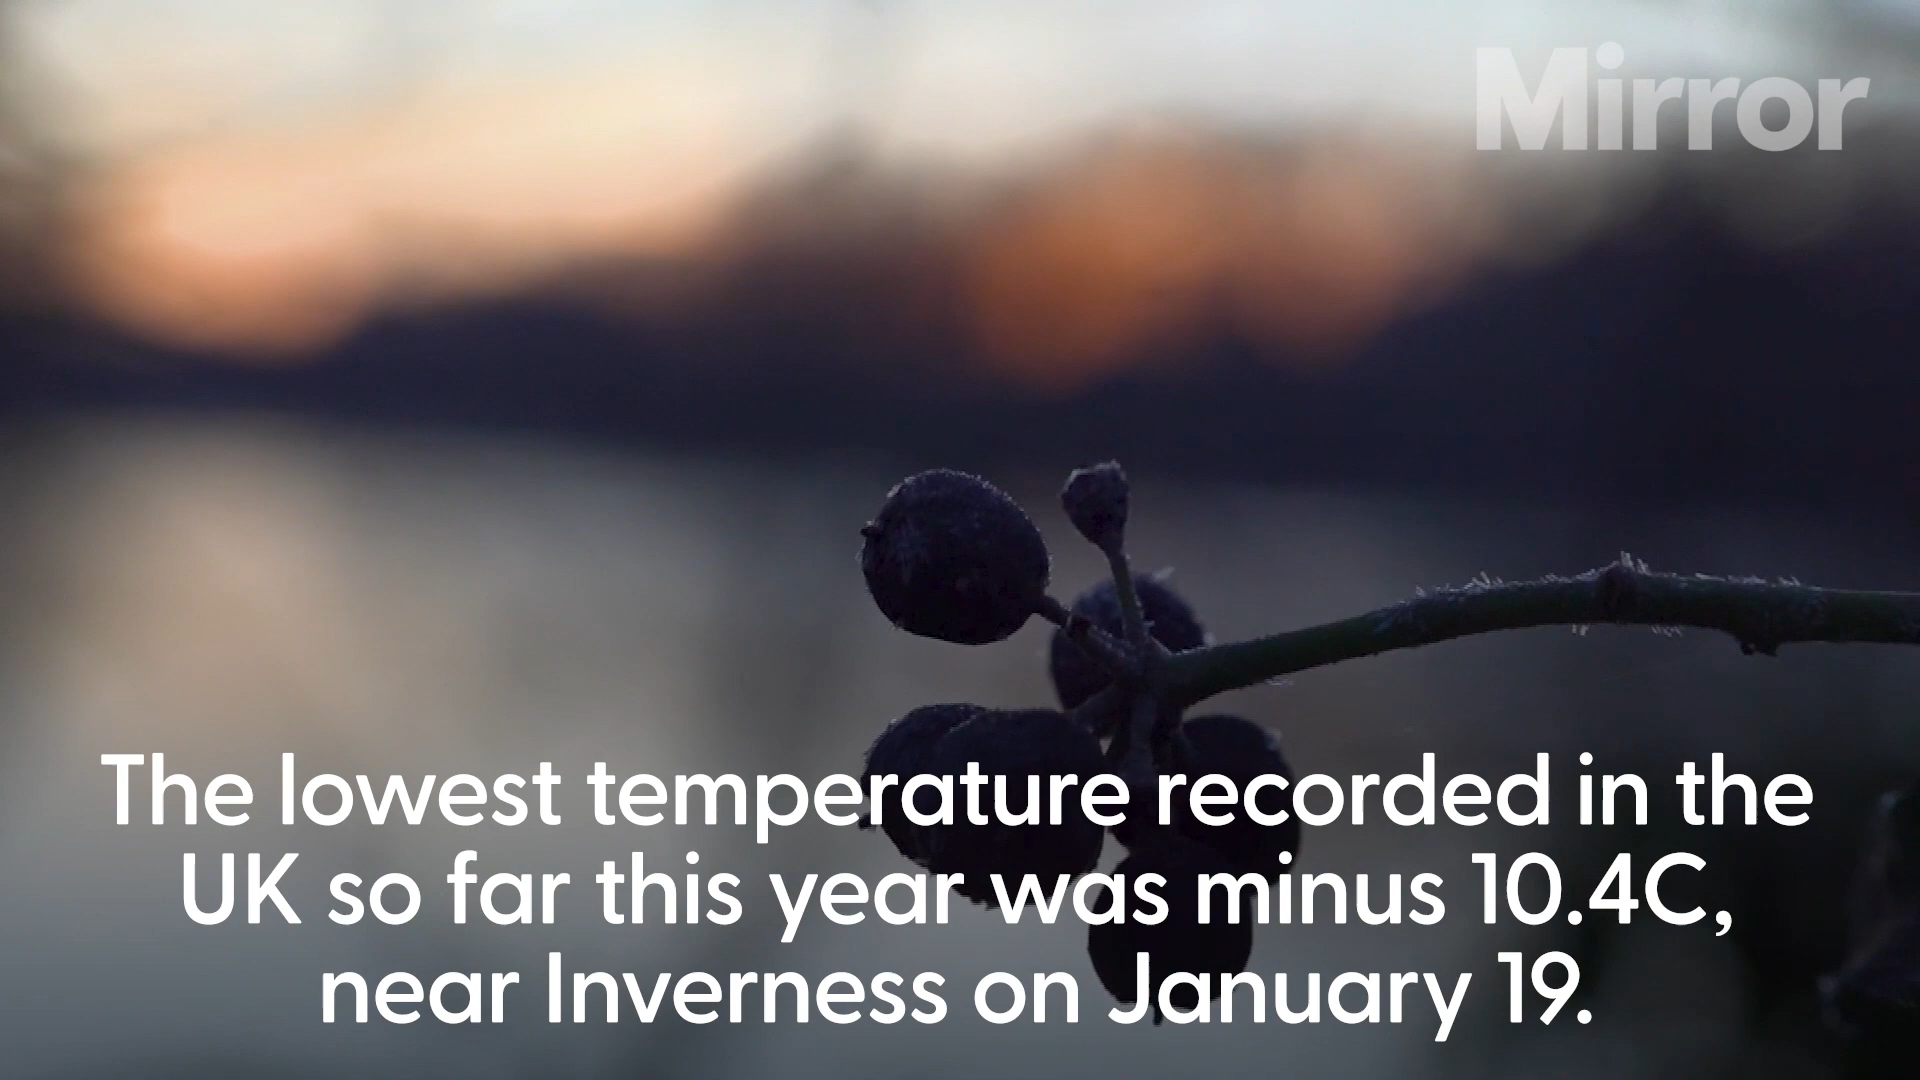 Mirror
The lowest temperature recorded in the
UK so far this year was minus 10.4C,
near Inverness on January 19.